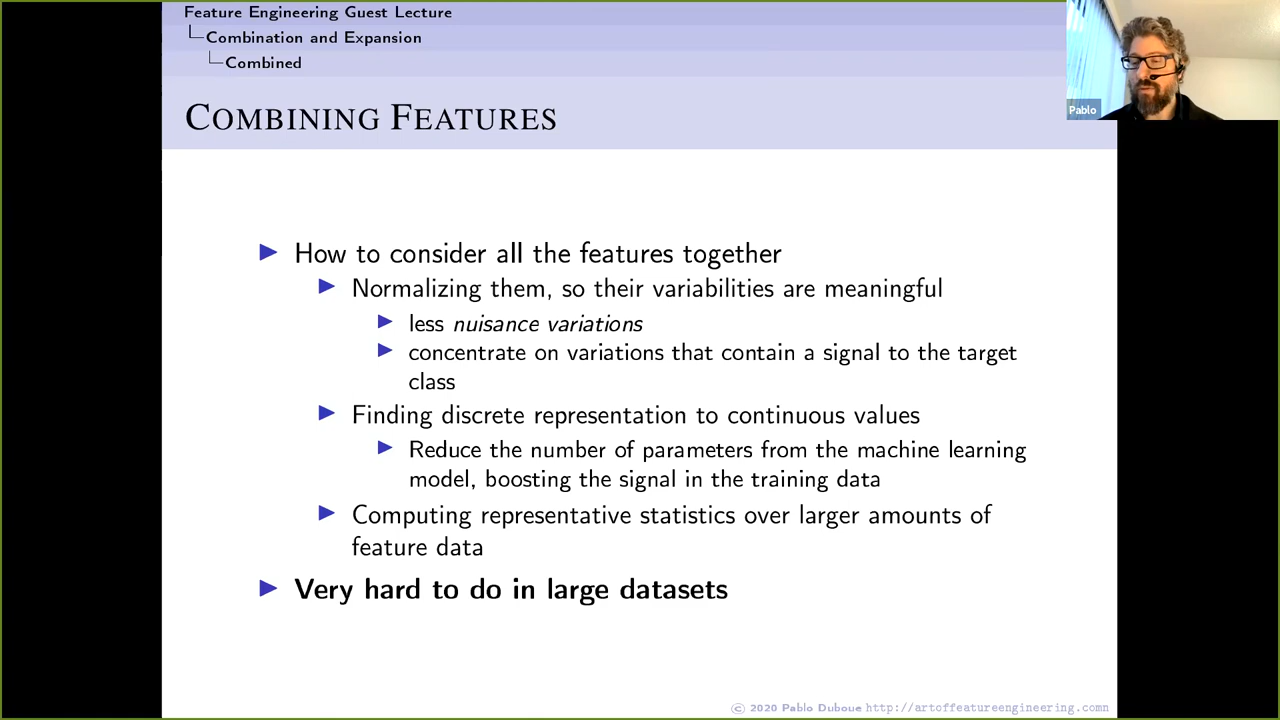 Feature Engineering Guest Lecture
Combination and Expansion
Combined
COMBINING FEATURES
Pablo
How to consider all the features together
Normalizing them, so their variabilities are meaningful
less nuisance variations
concentrate on variations that contain a signal to the target
class
Finding discrete representation to continuous values
Reduce the number of parameters from the machine learning
model, boosting the signal in the training data
Computing representative statistics over larger amounts of
feature data
Very hard to do in large datasets
© 2020 Pablo Duboue http://artoffeatureengineering.comn